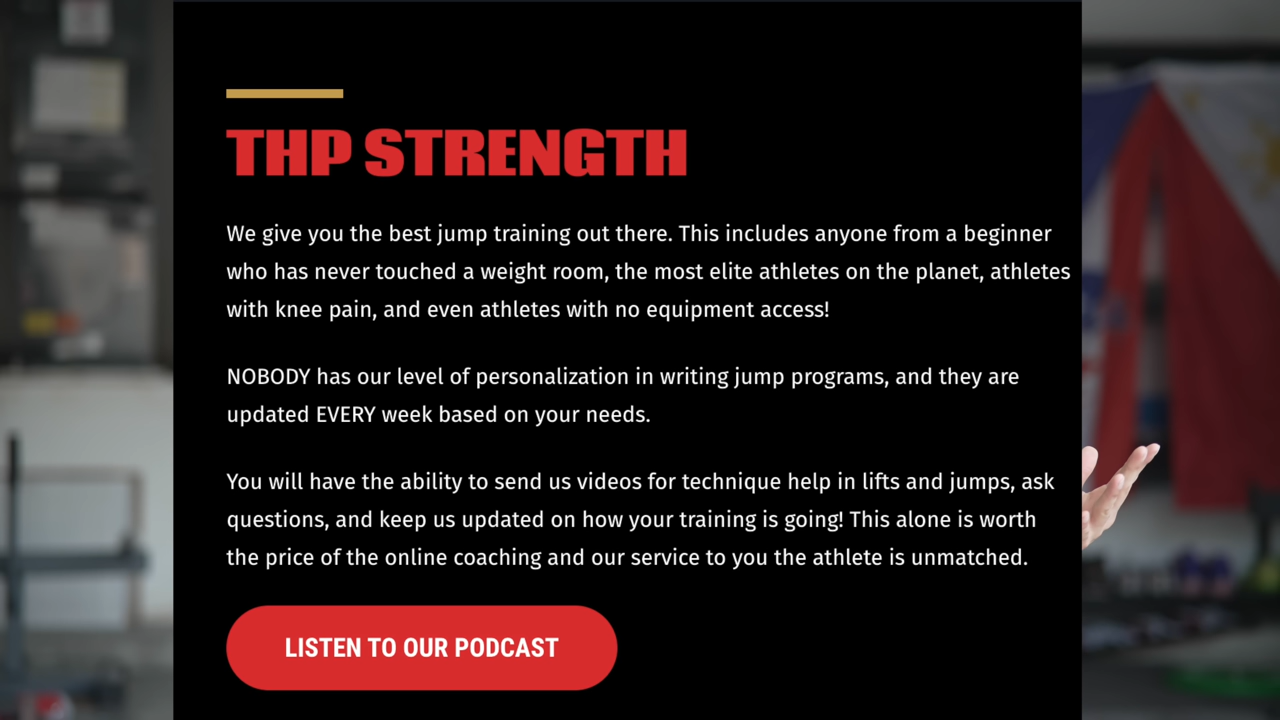 THP STRENGTH
We give you the best jump training out there. This includes anyone from a beginner
who has never touched a weight room, the most elite athletes on the planet, athletes
with knee pain, and even athletes with no equipment access!
NOBODY has our level of personalization in writing jump programs, and they are
updated EVERY week based on your needs.
You will have the ability to send us videos for technique help in lifts and jumps, ask
questions, and keep us updated on how your training is going! This alone is worth
the price of the online coaching and our service to you the athlete is unmatched.
LISTEN TO OUR PODCAST